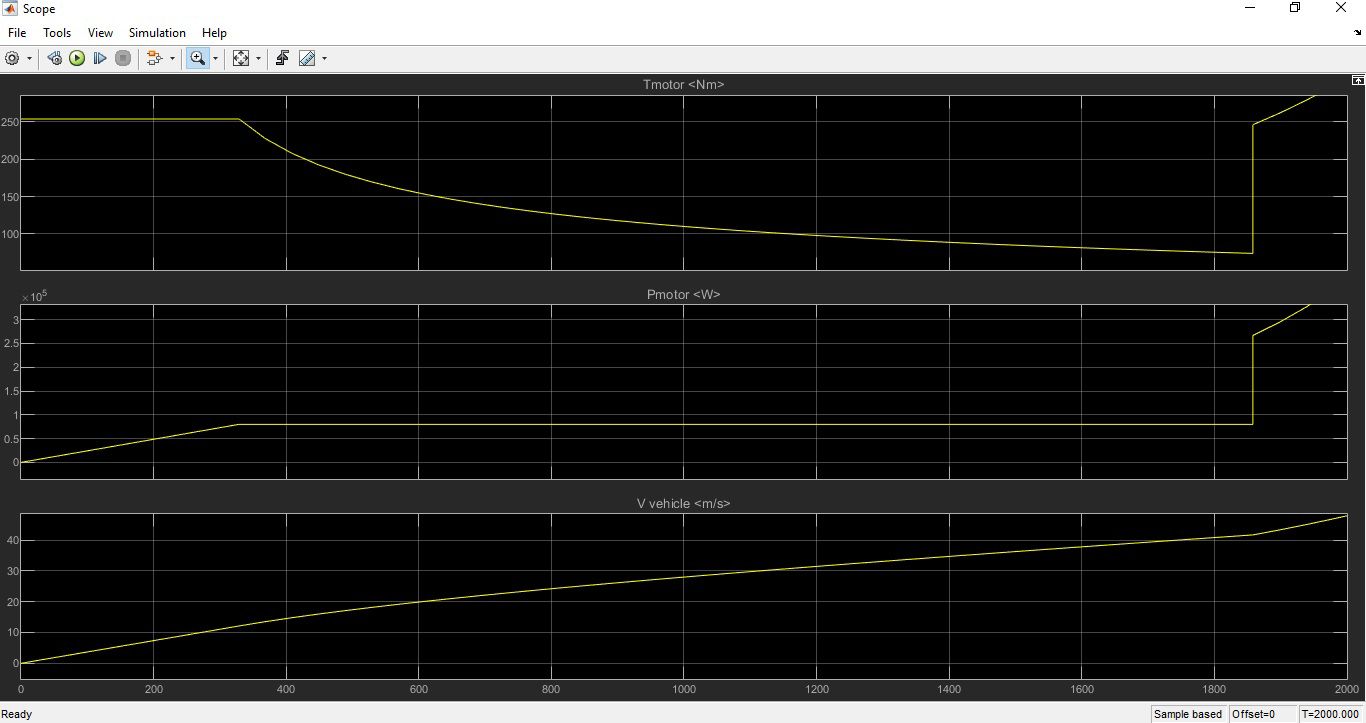 Scope
File Tools View Simulation Help
Tmotor <Nm>
250
200
150
100
×10⁵
Pmotor <W>
3
2.5
2
1.5
1
0.5
0
V vehicle <m/s>
40
30
20
10
0
0 200 400 600 800 1000 1200 1400 1600 1800 2000
Ready Sample based Offset=0 T=2000.000